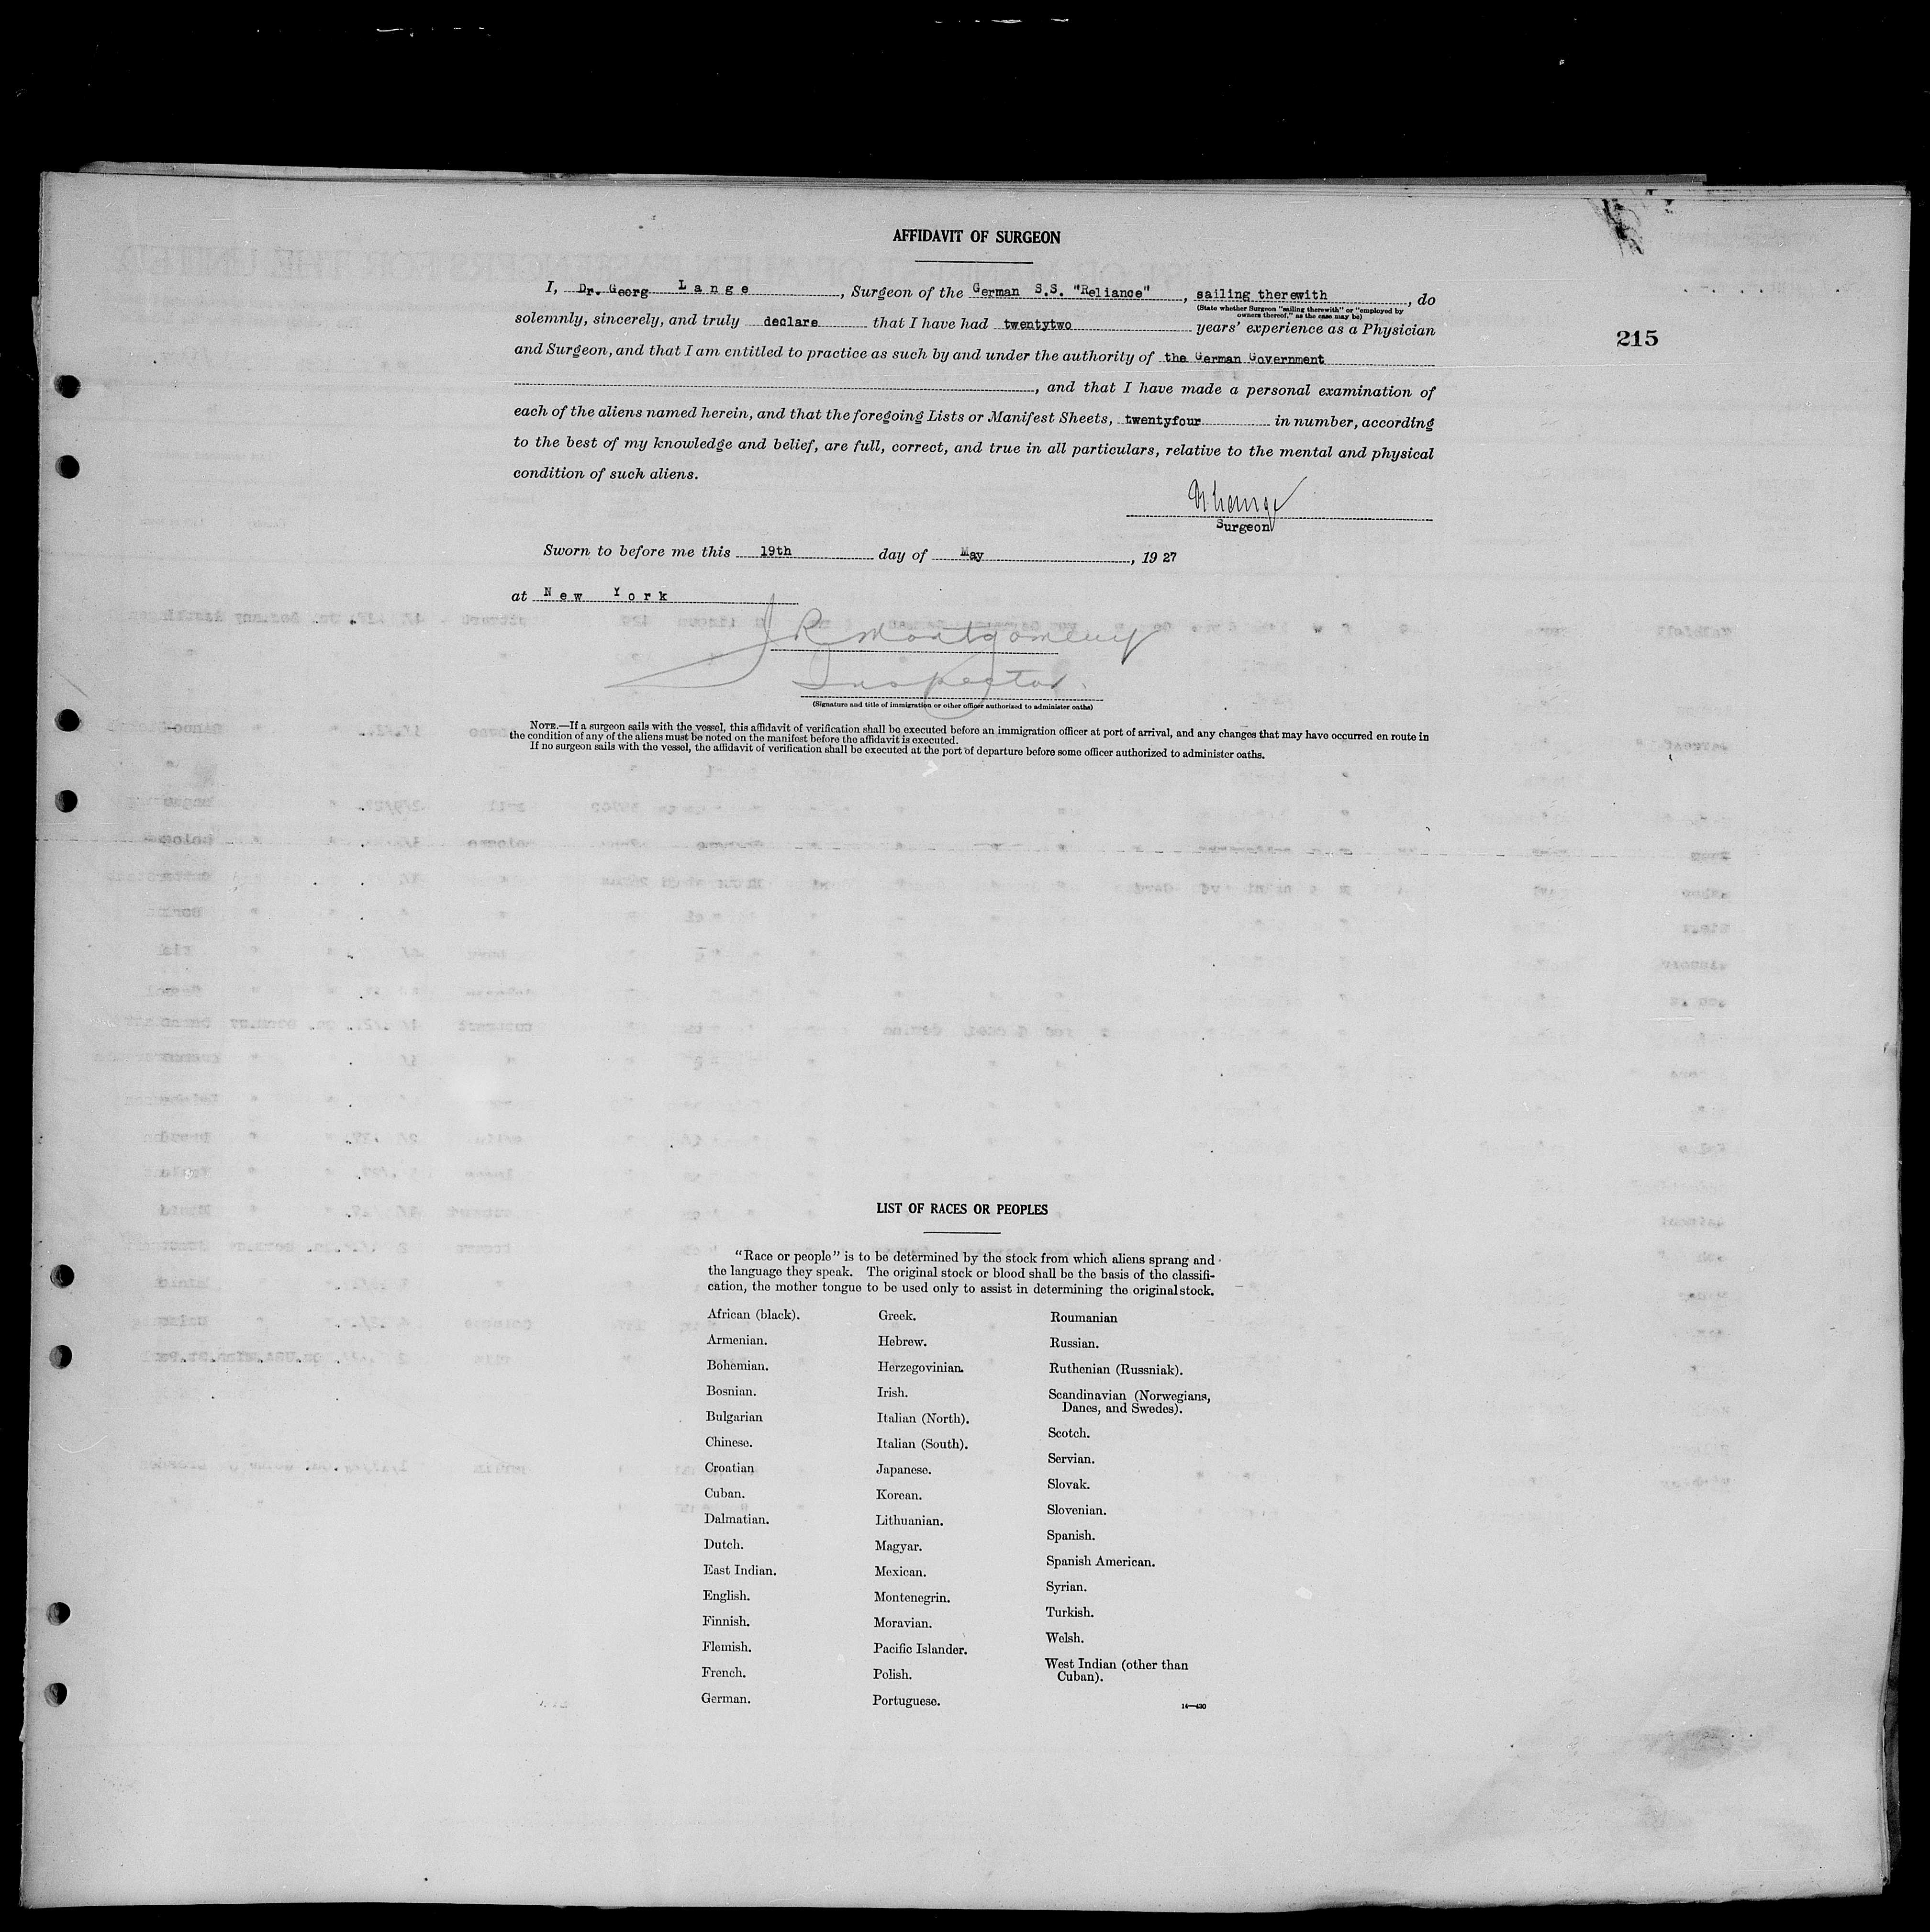 AFFIDAVIT OF SURGEON
I, Dr. Georg Lange, Surgeon of the German S.S. "Reliance", sailing therewith, do
(State whether Surgeon "sailing therewith" or "employed by
owners thereof," as the case may be)
solemnly, sincerely, and truly declare that I have had twentytwo years' experience as a Physician
215
and Surgeon, and that I am entitled to practice as such by and under the authority of the German Government
, and that I have made a personal examination of
each of the aliens named herein, and that the foregoing Lists or Manifest Sheets, twentyfour in number, according
to the best of my knowledge and belief, are full, correct, and true in all particulars, relative to the mental and physical
condition of such aliens.
Surgeon
Sworn to before me this 19th day of May, 1927
at New York
J R Montgomery
Inspector.
(Signature and title of immigration or other officer authorized to administer oaths)
NOTE.—If a surgeon sails with the vessel, this affidavit of verification shall be executed before an immigration officer at port of arrival, and any changes that may have occurred en route in
the condition of any of the aliens must be noted on the manifest before the affidavit is executed.
If no surgeon sails with the vessel, the affidavit of verification shall be executed at the port of departure before some officer authorized to administer oaths.
LIST OF RACES OR PEOPLES
"Race or people" is to be determined by the stock from which aliens sprang and
the language they speak. The original stock or blood shall be the basis of the classifi-
cation, the mother tongue to be used only to assist in determining the original stock.
African (black).
Armenian.
Bohemian.
Bosnian.
Bulgarian
Chinese.
Croatian
Cuban.
Dalmatian.
Dutch.
East Indian.
English.
Finnish.
Flemish.
French.
German.
Greek.
Hebrew.
Herzegovinian.
Irish.
Italian (North).
Italian (South).
Japanese.
Korean.
Lithuanian.
Magyar.
Mexican.
Montenegrin.
Moravian.
Pacific Islander.
Polish.
Portuguese.
Roumanian
Russian.
Ruthenian (Russniak).
Scandinavian (Norwegians,
Danes, and Swedes).
Scotch.
Servian.
Slovak.
Slovenian.
Spanish.
Spanish American.
Syrian.
Turkish.
Welsh.
West Indian (other than
Cuban).
14—430